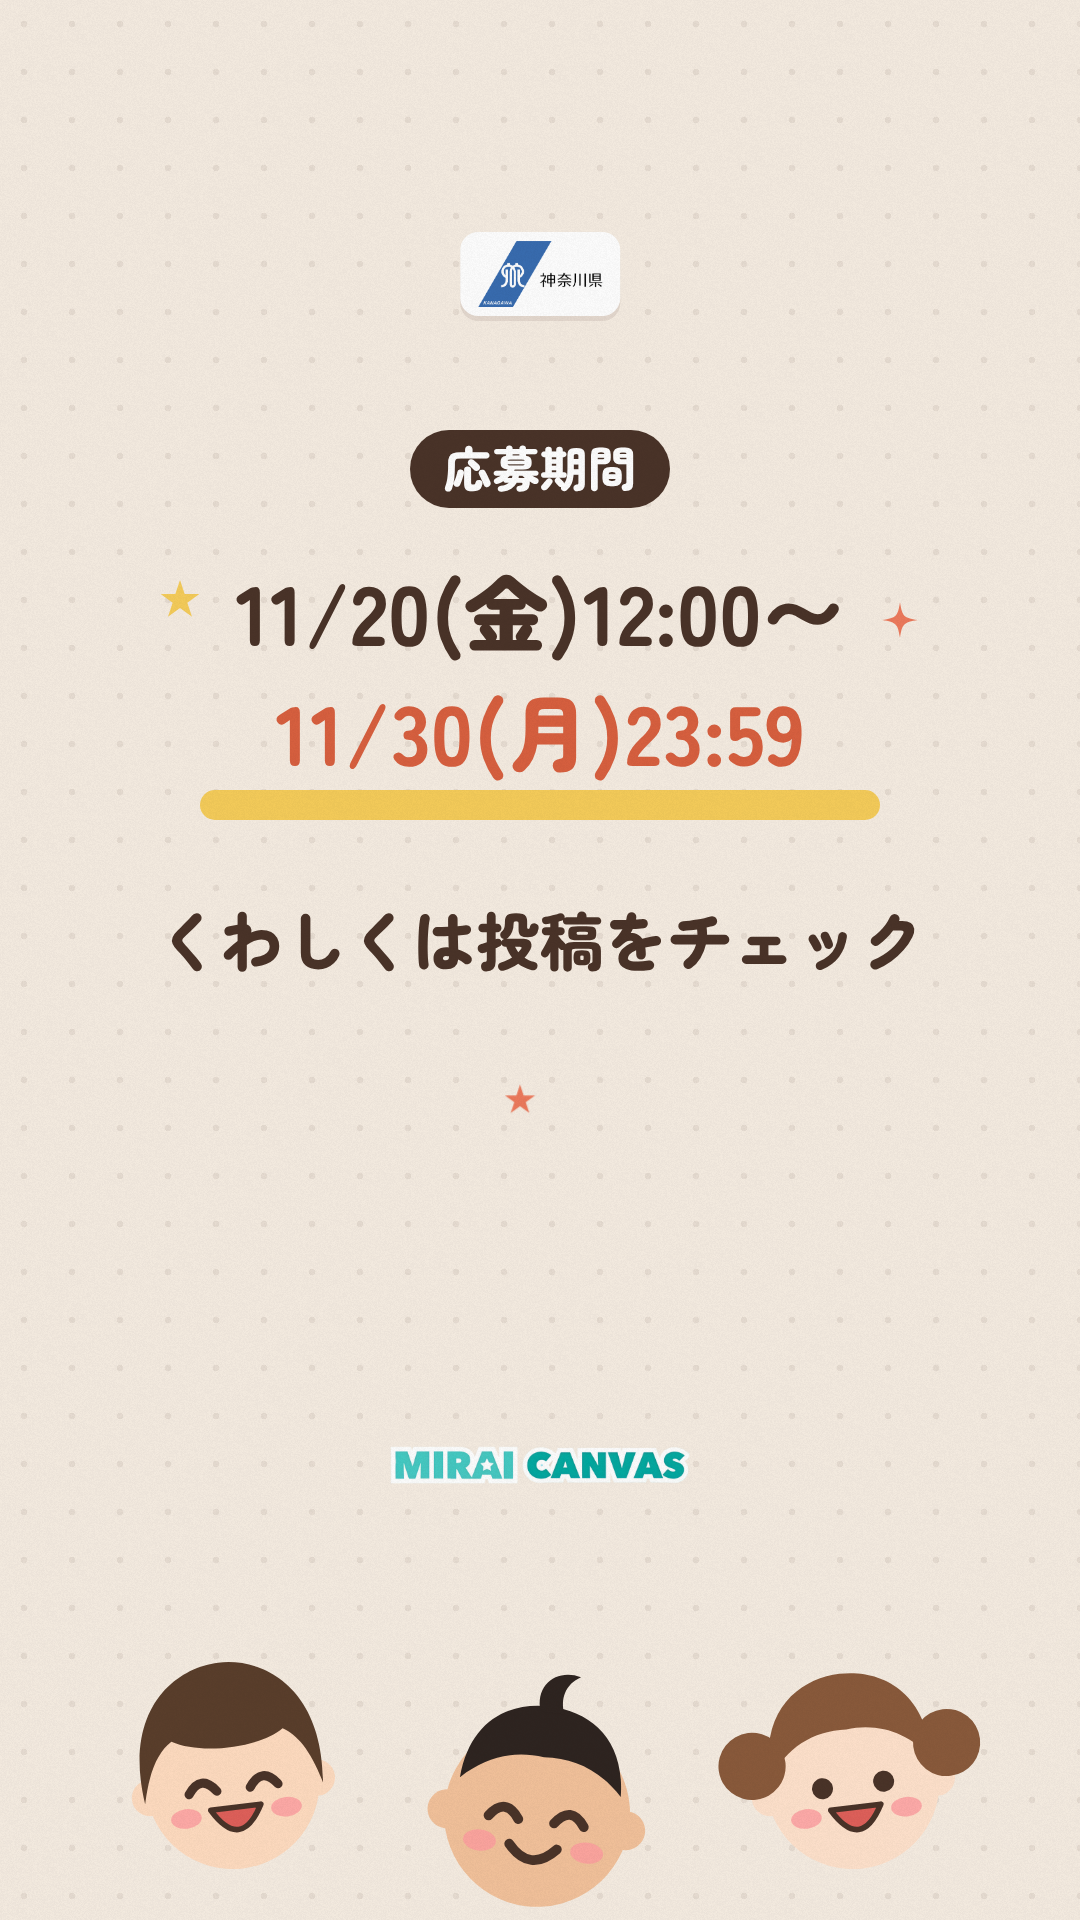 KANAGAWA
神奈川県
応募期間
11/20(金)12:00〜
11/30(月)23:59
くわしくは投稿をチェック
MIRAI CANVAS